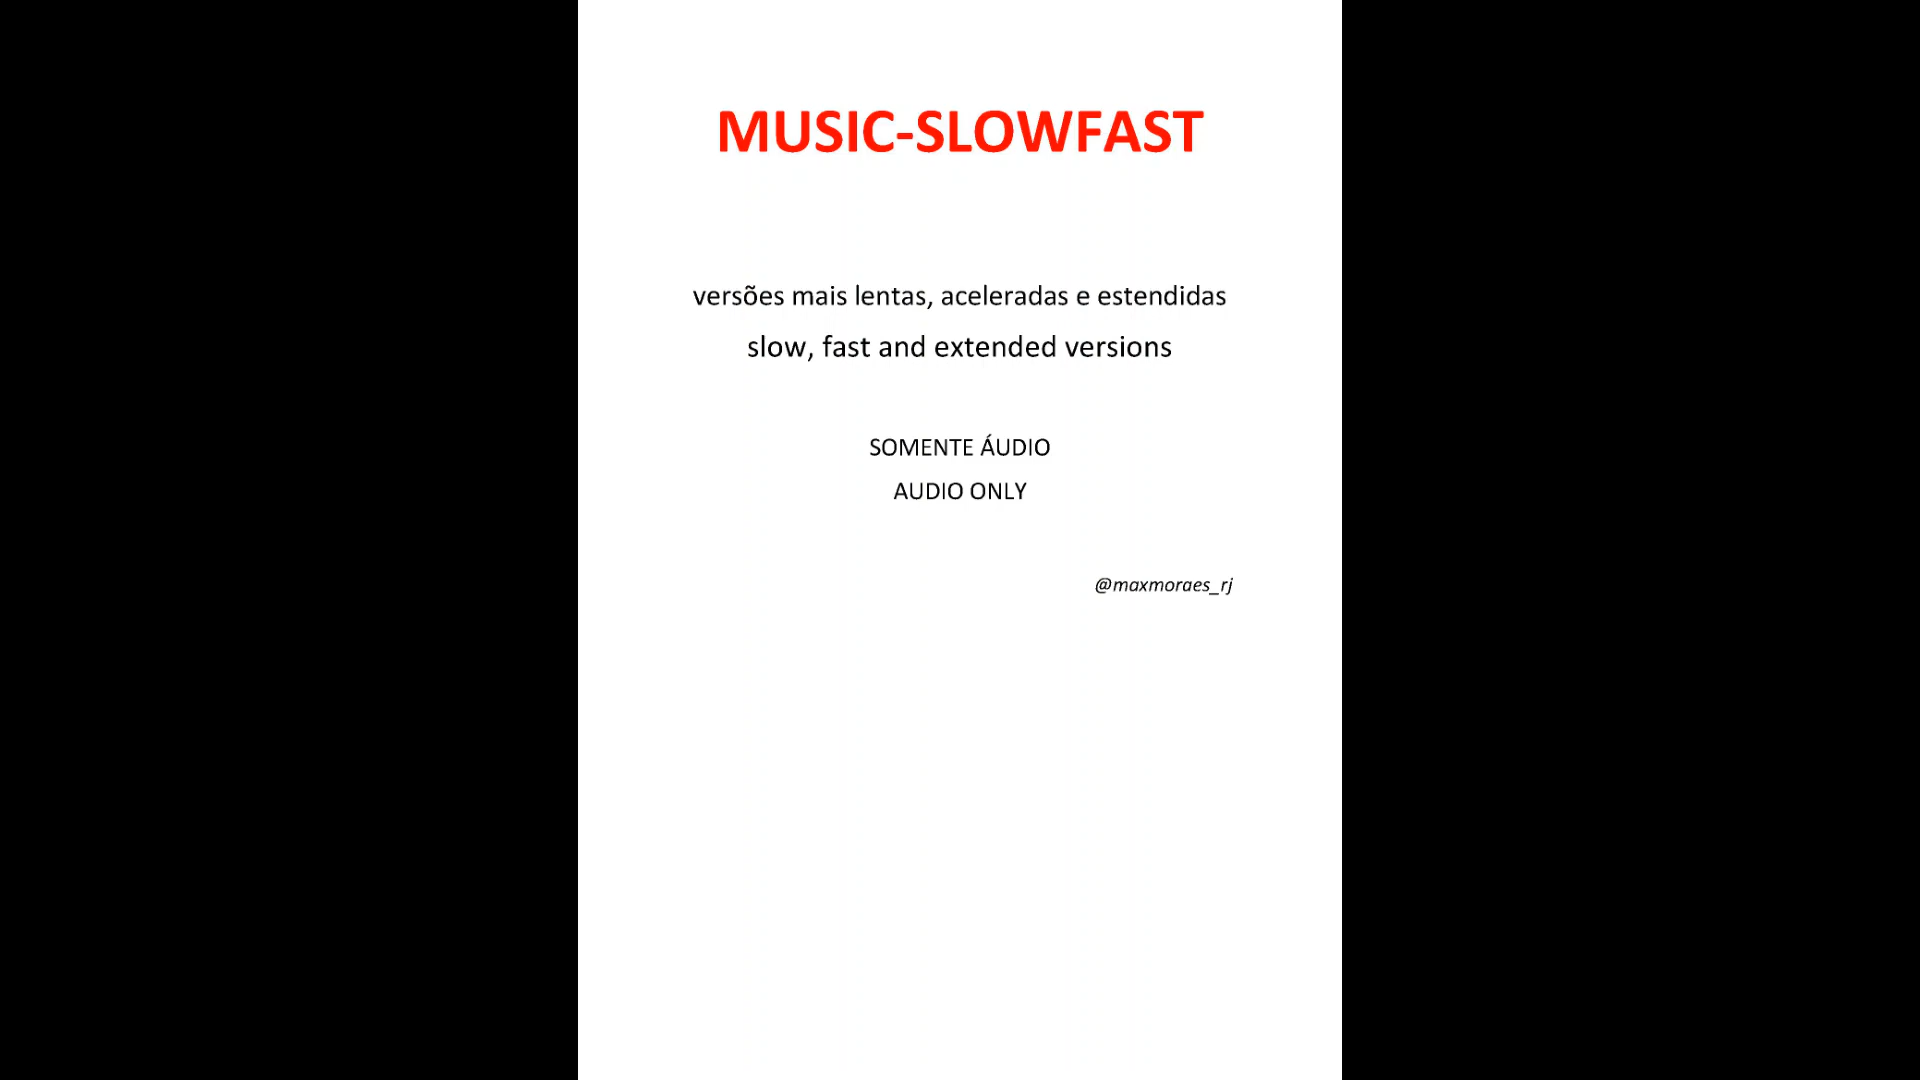 MUSIC-SLOWFAST
versões mais lentas, aceleradas e estendidas
slow, fast and extended versions
SOMENTE ÁUDIO
AUDIO ONLY
@maxmoraes_rj